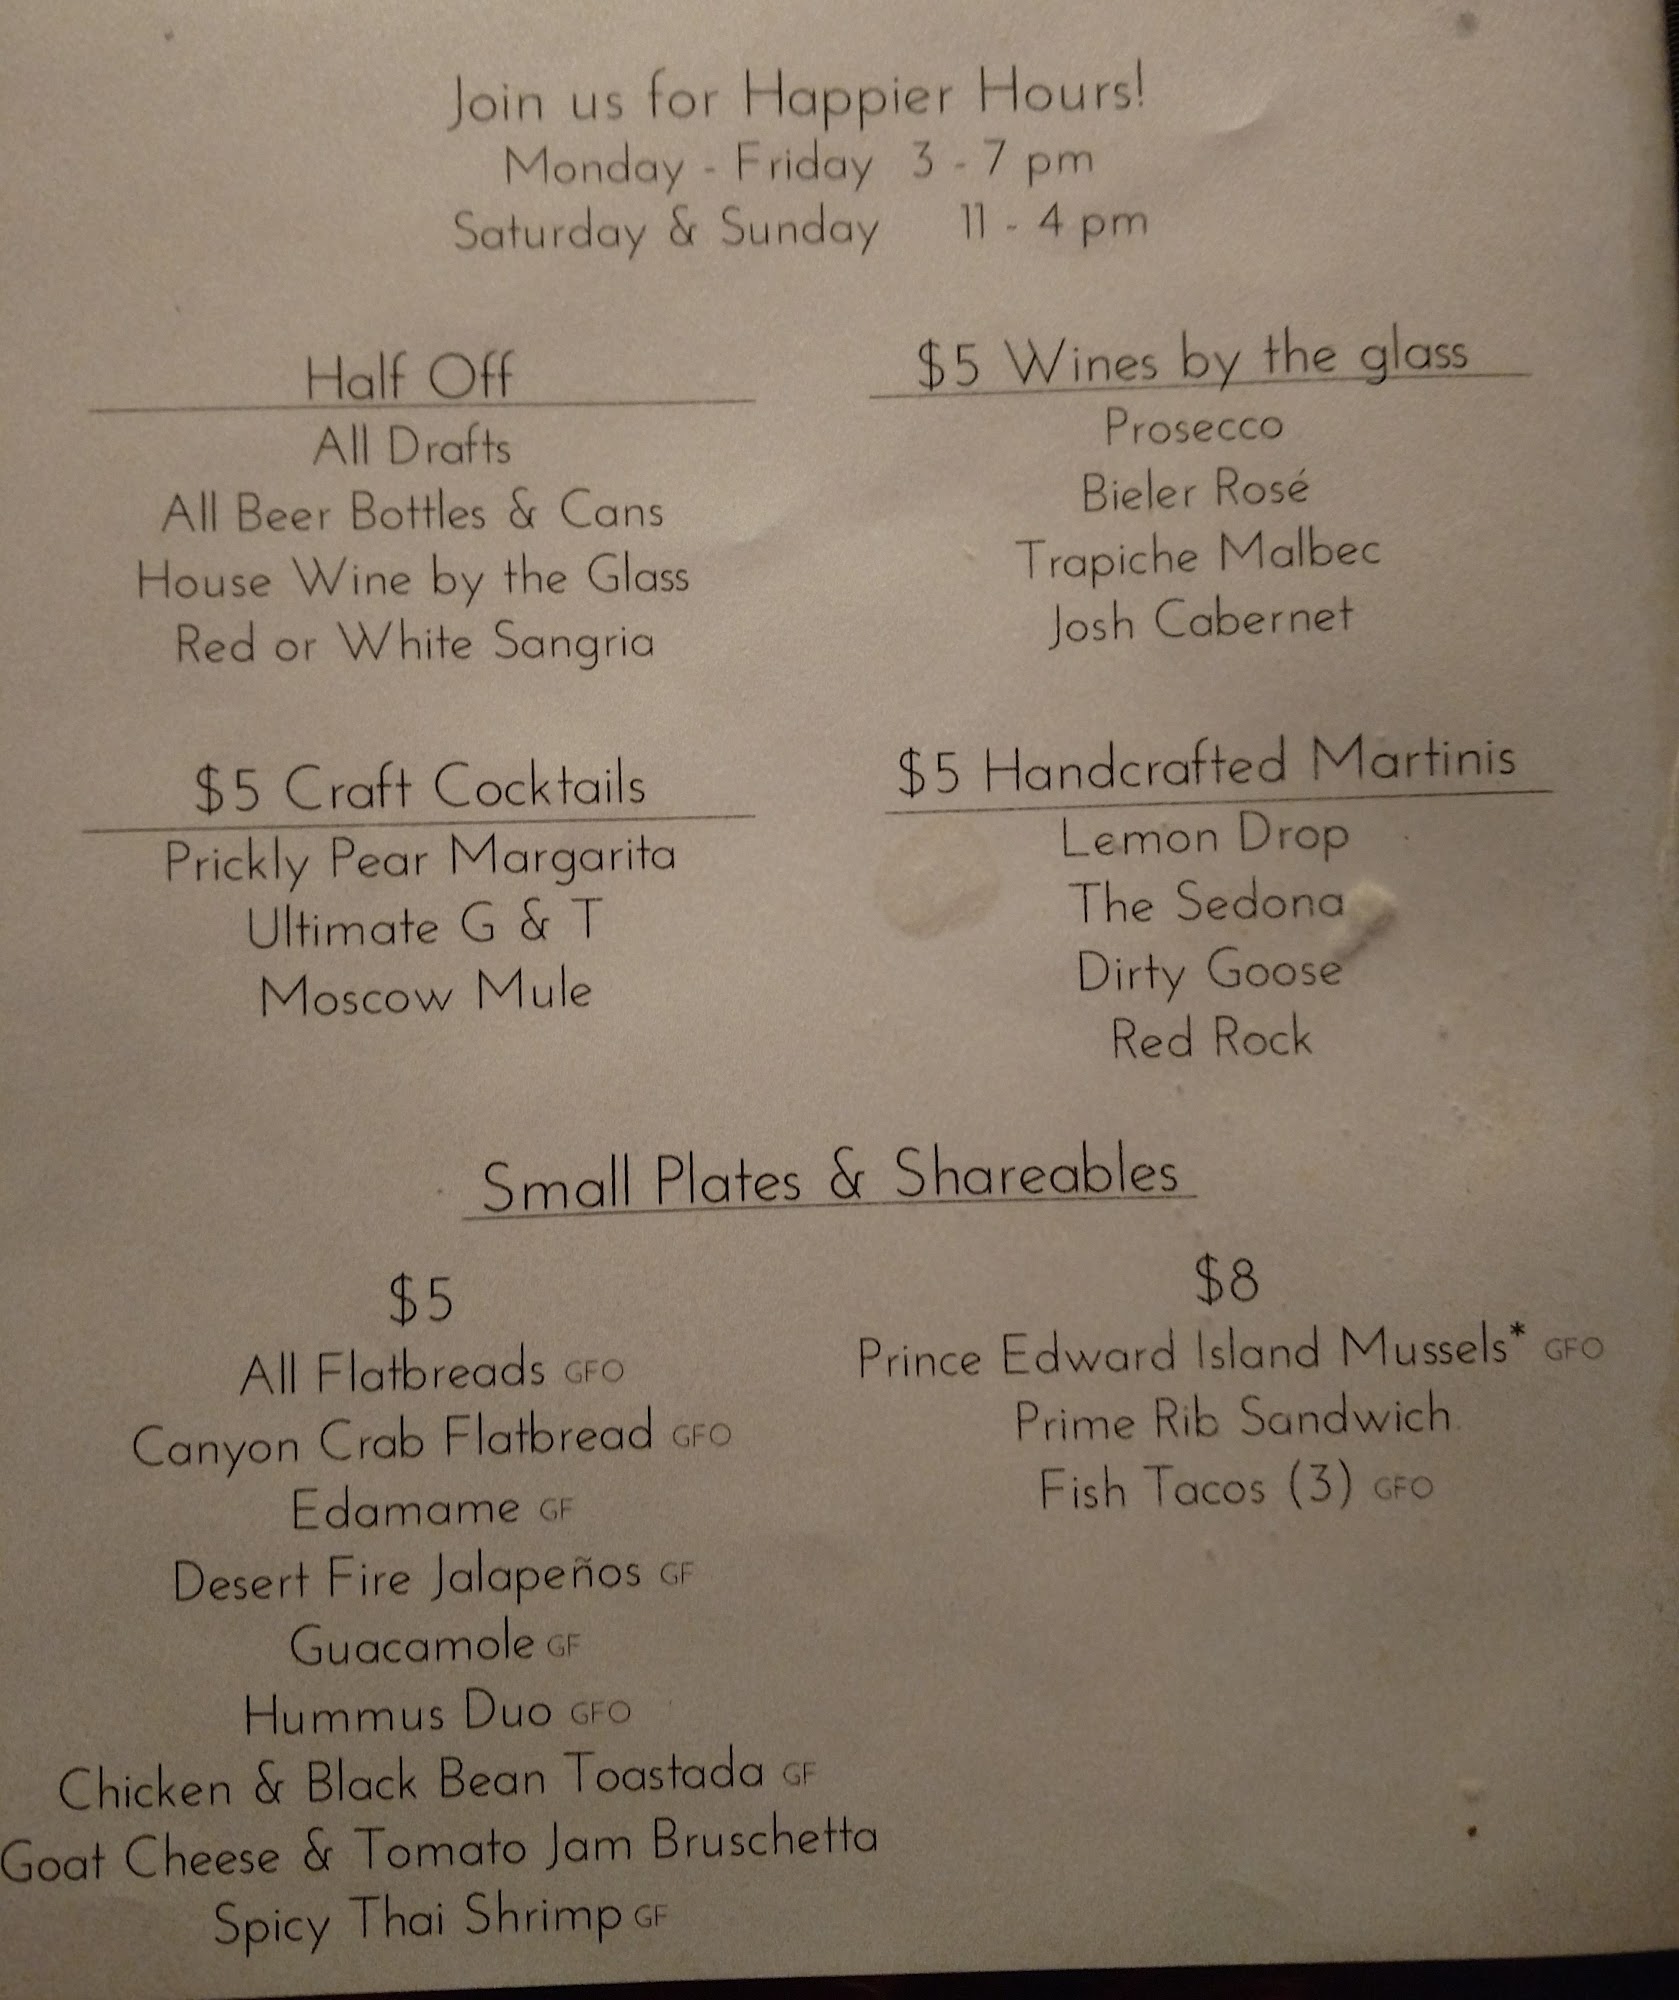 Join us for Happier Hours!
Monday - Friday 3 - 7 pm
Saturday & Sunday 11 - 4 pm
Half Off
All Drafts
All Beer Bottles & Cans
House Wine by the Glass
Red or White Sangria
$5 Wines by the glass
Prosecco
Bieler Rosé
Trapiche Malbec
Josh Cabernet
$5 Craft Cocktails
Prickly Pear Margarita
Ultimate G & T
Moscow Mule
$5 Handcrafted Martinis
Lemon Drop
The Sedona
Dirty Goose
Red Rock
Small Plates & Shareables
$5
All Flatbreads GFO
Canyon Crab Flatbread GFO
Edamame GF
Desert Fire Jalapeños GF
Guacamole GF
Hummus Duo GFO
Chicken & Black Bean Toastada GF
Goat Cheese & Tomato Jam Bruschetta
Spicy Thai Shrimp GF
$8
Prince Edward Island Mussels* GFO
Prime Rib Sandwich
Fish Tacos (3) GFO